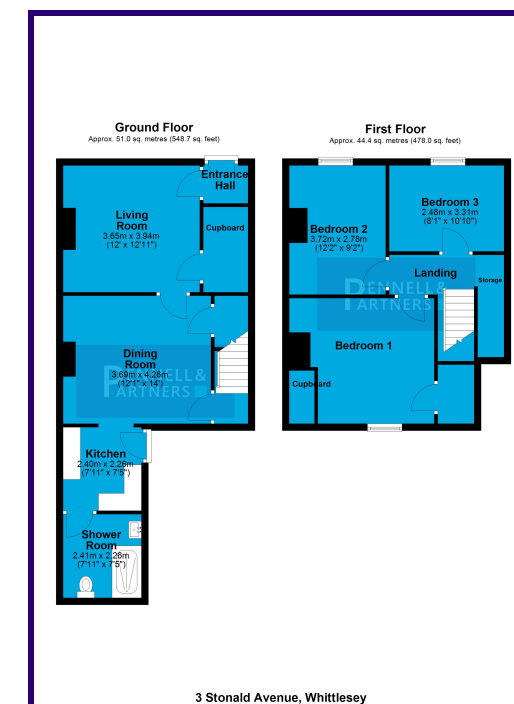 Ground Floor
Approx. 51.0 sq. metres (548.7 sq. feet)
Entrance
Hall
Living
Room
3.65m x 3.94m
(12' x 12'11")
Cupboard
Dining
Room
3.69m x 4.26m
(12'1" x 14')
PENNELL&
PARTNERS
Kitchen
2.40m x 2.26m
(7'11" x 7'5")
Shower
Room
2.41m x 2.26m
(7'11" x 7'5")
First Floor
Approx. 44.4 sq. metres (478.0 sq. feet)
Bedroom 3
2.48m x 3.31m
(8'1" x 10'10")
Bedroom 2
3.72m x 2.78m
(12'2" x 9'2")
Landing
Storage
PENNELL&
PARTNERS
Bedroom 1
Cupboard
3 Stonald Avenue, Whittlesey